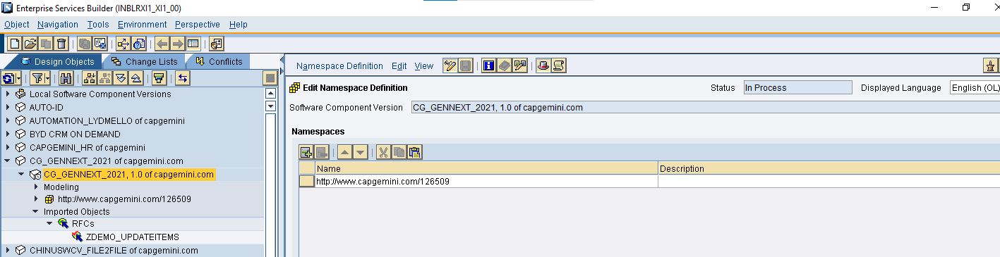 Enterprise Services Builder (INBLRXI1_XI1_00)
Object Navigation Tools Environment Perspective Help
Design Objects Change Lists Conflicts
Local Software Component Versions
AUTO-ID
AUTOMATION_LYDMELLO of capgemini
BYD CRM ON DEMAND
CAPGEMINI_HR of capgemini
CG_GENNEXT_2021 of capgemini.com
CG_GENNEXT_2021, 1.0 of capgemini.com
Modeling
http://www.capgemini.com/126509
Imported Objects
RFCs
ZDEMO_UPDATEITEMS
CHINUSWCV_FILE2FILE of capgemini.com
Namespace Definition Edit View
Edit Namespace Definition Status In Process Displayed Language English (OL)
Software Component Version CG_GENNEXT_2021, 1.0 of capgemini.com
Namespaces
Name Description
http://www.capgemini.com/126509